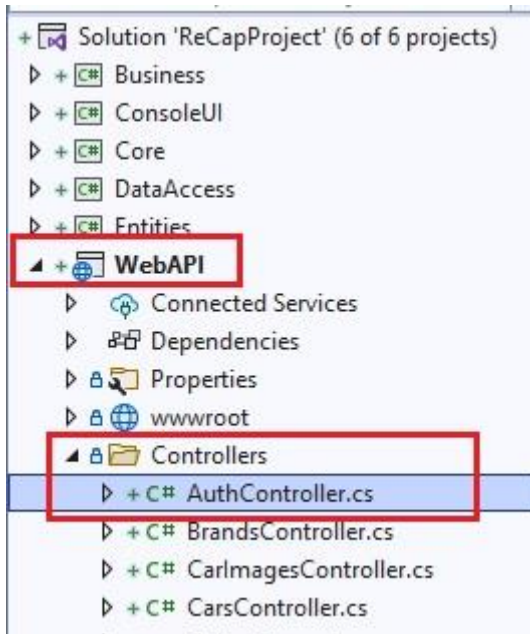 Solution 'ReCapProject' (6 of 6 projects)
C# Business
C# ConsoleUI
C# Core
C# DataAccess
C# Entities
WebAPI
Connected Services
Dependencies
Properties
wwwroot
Controllers
C# AuthController.cs
C# BrandsController.cs
C# CarImagesController.cs
C# CarsController.cs